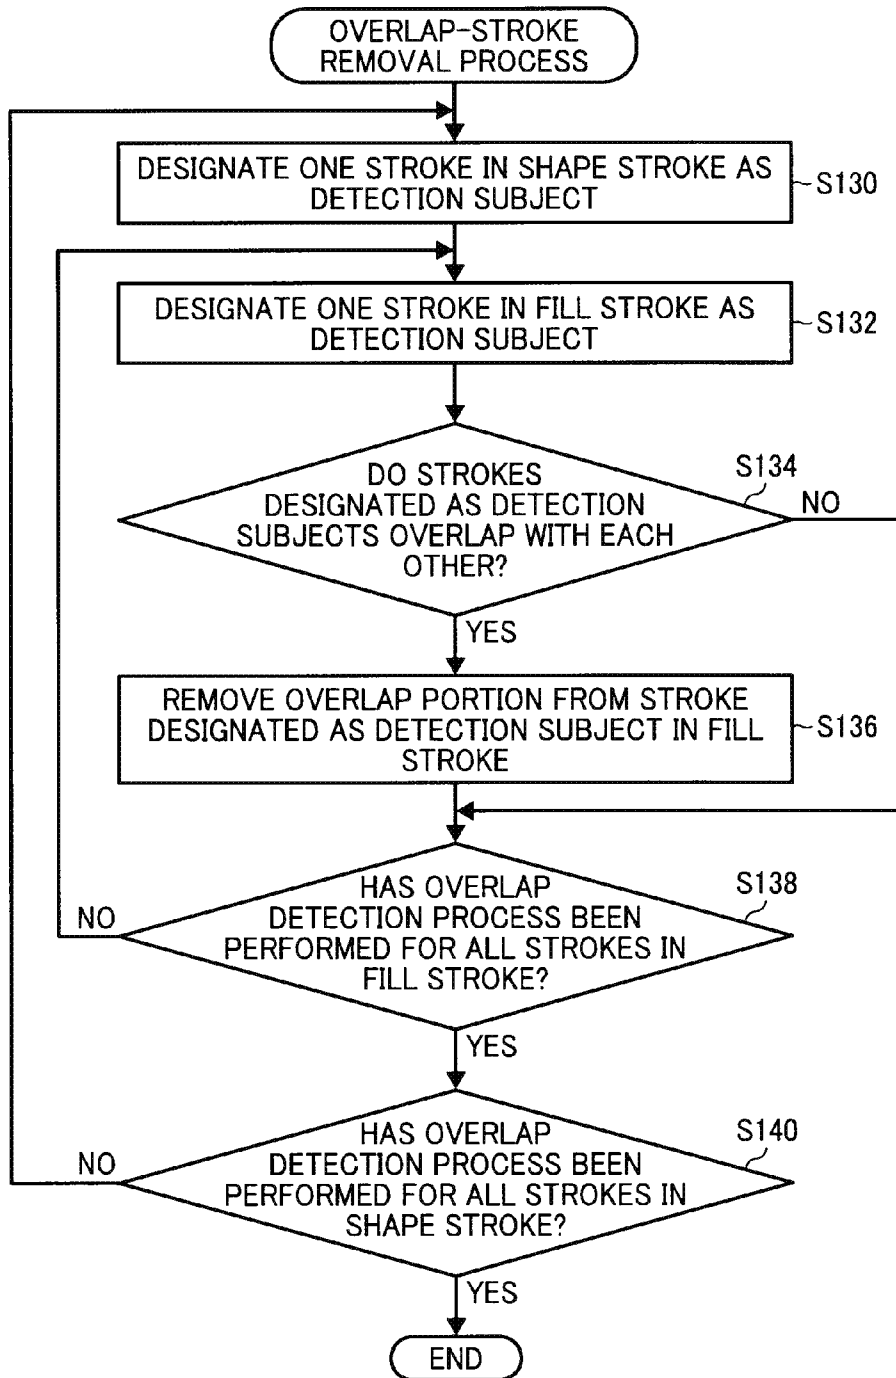 OVERLAP-STROKE
REMOVAL PROCESS
DESIGNATE ONE STROKE IN SHAPE STROKE AS
DETECTION SUBJECT
S130
DESIGNATE ONE STROKE IN FILL STROKE AS
DETECTION SUBJECT
S132
DO STROKES
DESIGNATED AS DETECTION
SUBJECTS OVERLAP WITH EACH
OTHER?
S134
NO
YES
REMOVE OVERLAP PORTION FROM STROKE
DESIGNATED AS DETECTION SUBJECT IN FILL
STROKE
S136
HAS OVERLAP
DETECTION PROCESS BEEN
PERFORMED FOR ALL STROKES IN
FILL STROKE?
S138
NO
YES
HAS OVERLAP
DETECTION PROCESS BEEN
PERFORMED FOR ALL STROKES IN
SHAPE STROKE?
S140
NO
YES
END